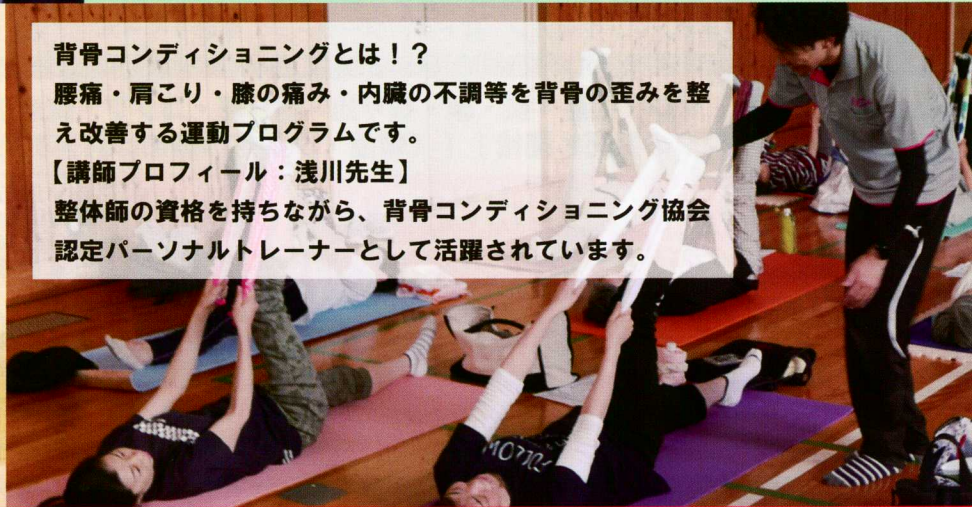 背骨コンディショニングとは！？
腰痛・肩こり・膝の痛み・内臓の不調等を背骨の歪みを整
え改善する運動プログラムです。
【講師プロフィール：浅川先生】
整体師の資格を持ちながら、背骨コンディショニング協会
認定パーソナルトレーナーとして活躍されています。
FOLLOW